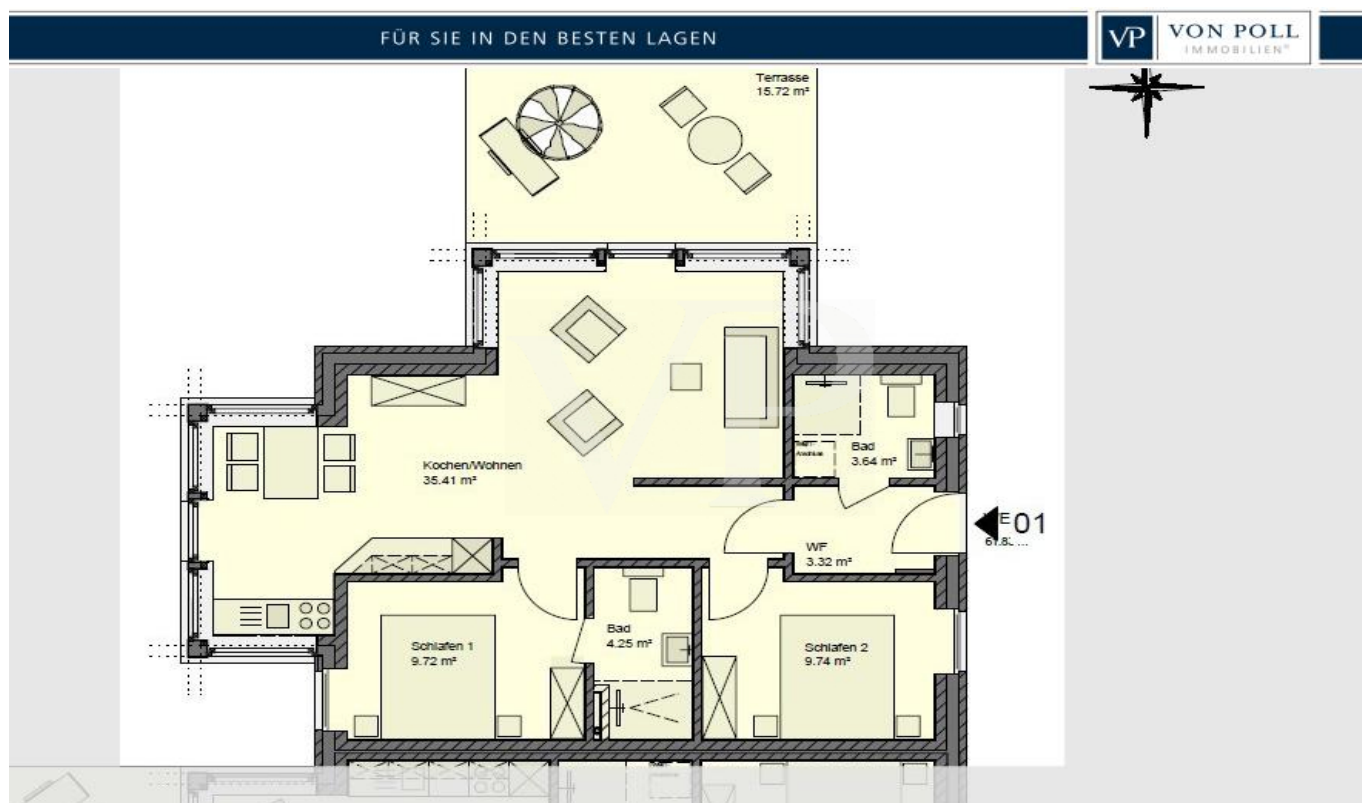 FÜR SIE IN DEN BESTEN LAGEN
VP
VON POLL
IMMOBILIEN®
Terrasse
15.72 m²
Kochen/Wohnen
35.41 m²
Bad
3.64 m²
01
WF
3.32 m²
Schlafen 1
9.72 m²
Bad
4.25 m²
Schlafen 2
9.74 m²